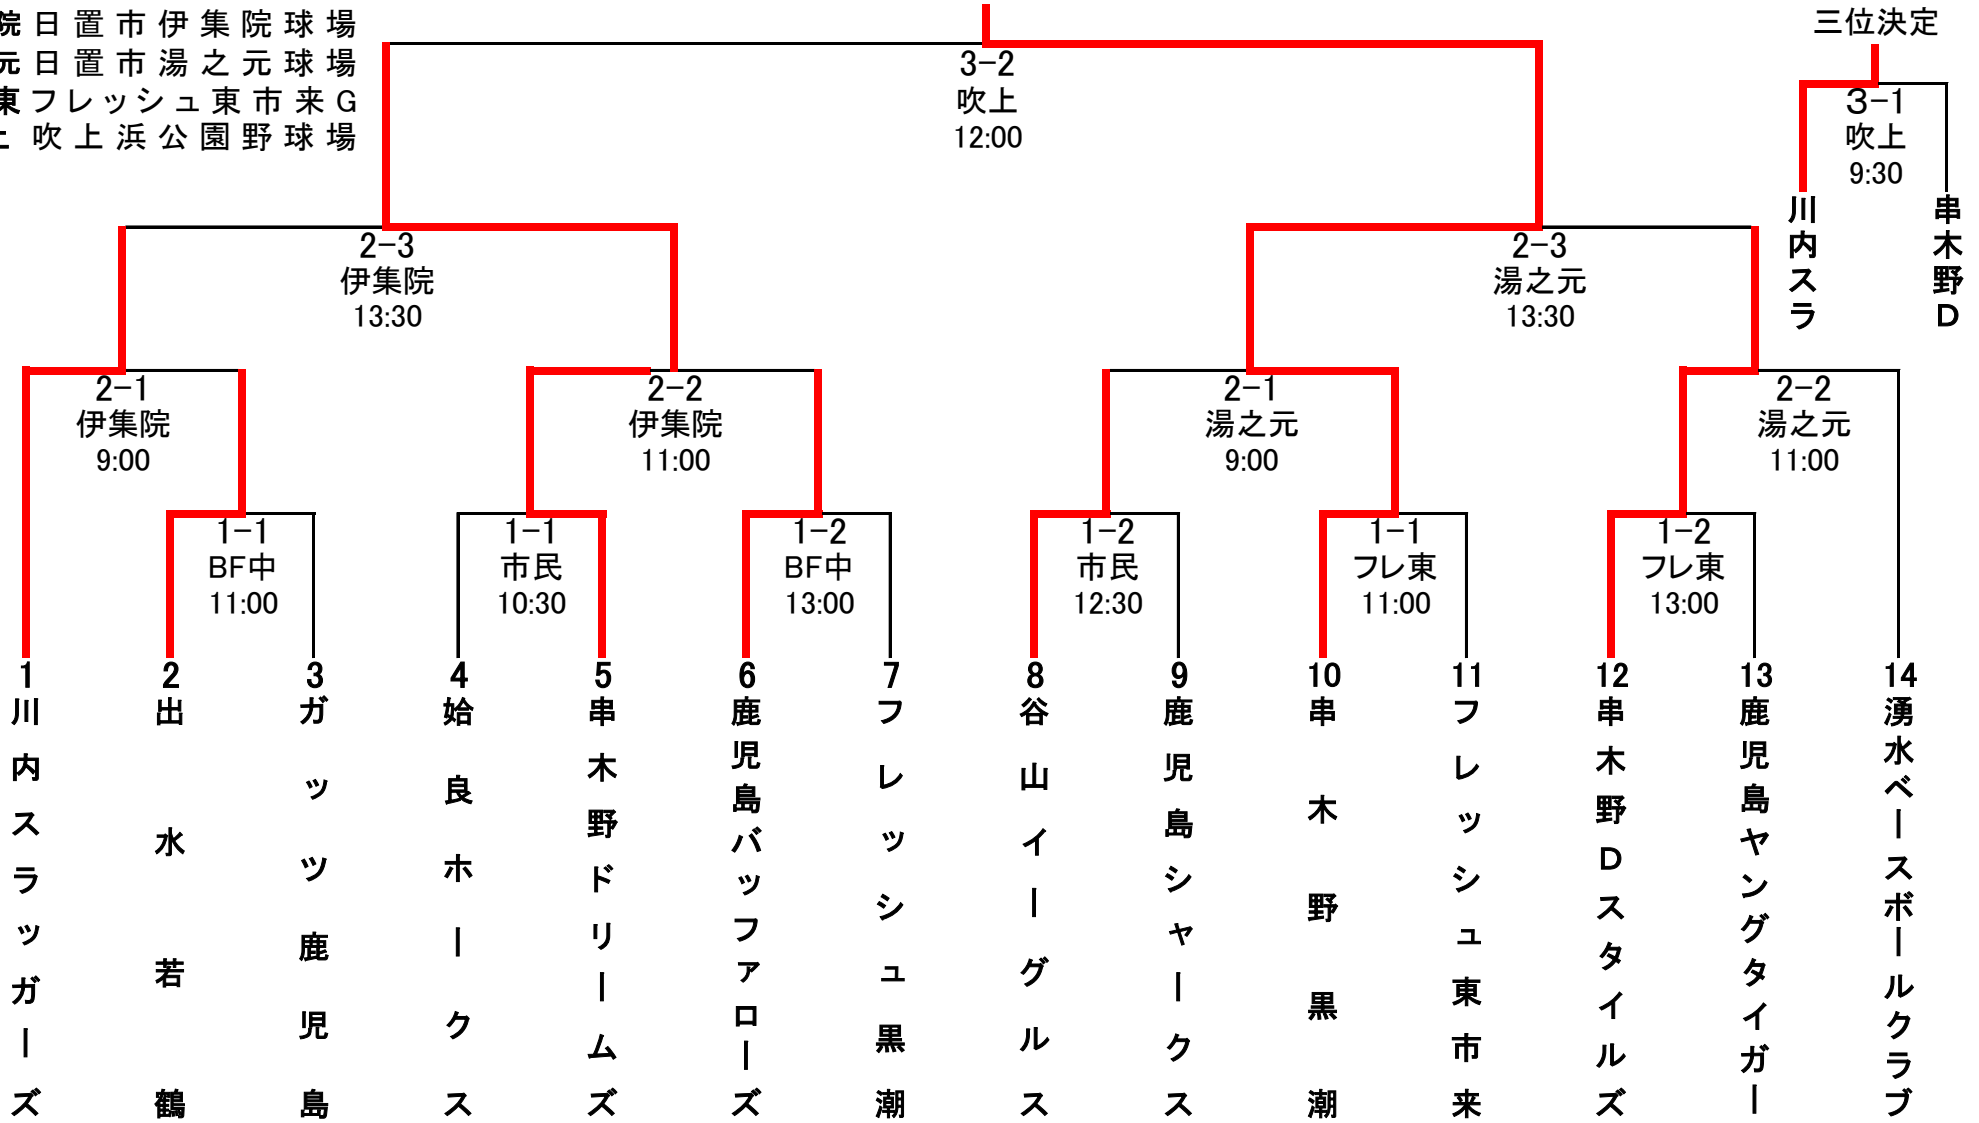 院 日置市伊集院球場
元 日置市湯之元球場
東 フレッシュ東市来G
上 吹上浜公園野球場
3-2
吹上
12:00
三位決定
3-1
吹上
9:30
川内スラ
串木野D
2-3
伊集院
13:30
2-3
湯之元
13:30
2-1
伊集院
9:00
2-2
伊集院
11:00
2-1
湯之元
9:00
2-2
湯之元
11:00
1-1
BF中
11:00
1-1
市民
10:30
1-2
BF中
13:00
1-2
市民
12:30
1-1
フレ東
11:00
1-2
フレ東
13:00
1
川内スラッガーズ
2
出水若鶴
3
ガッツ鹿児島
4
姶良ホークス
5
串木野ドリームズ
6
鹿児島バッファローズ
7
フレッシュ黒潮
8
谷山イーグルス
9
鹿児島シャークス
10
串木野黒潮
11
フレッシュ東市来
12
串木野Dスタイルズ
13
鹿児島ヤングタイガー
14
湧水ベースボールクラブ